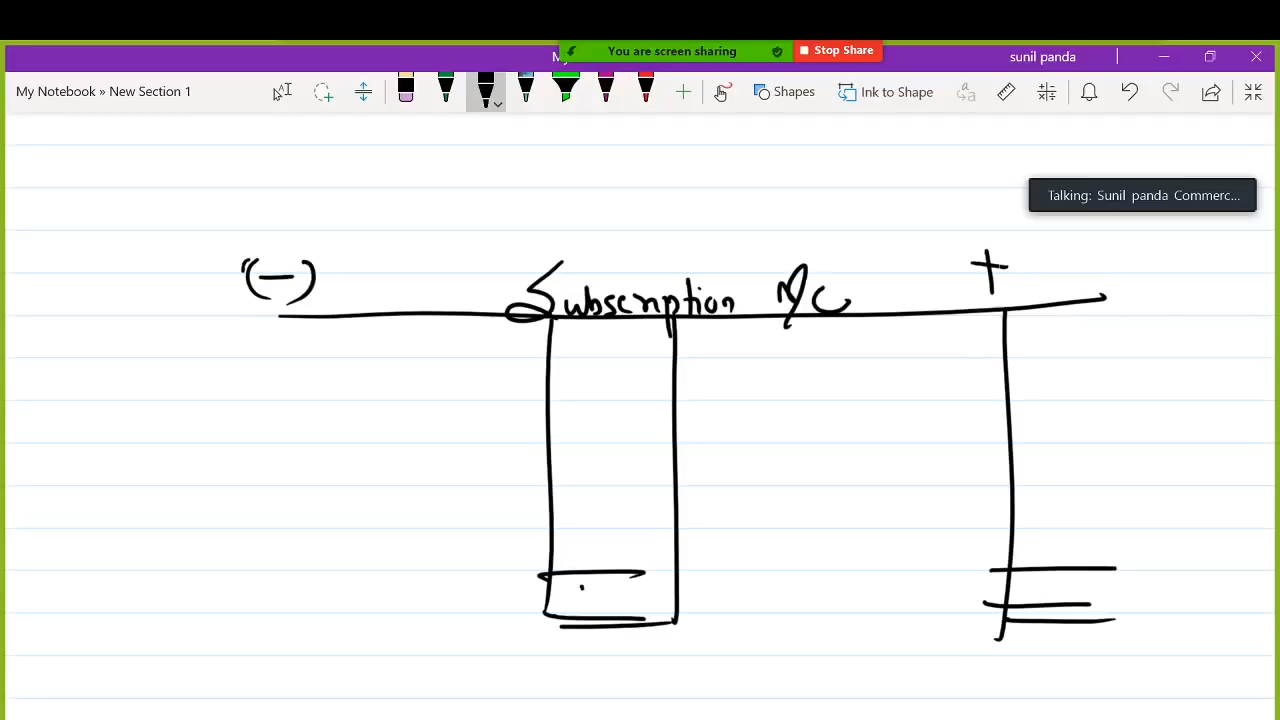 You are screen sharing
Stop Share
sunil panda
My Notebook » New Section 1
Shapes
Ink to Shape
Talking: Sunil panda Commerc...
(-) Subscription A/C +